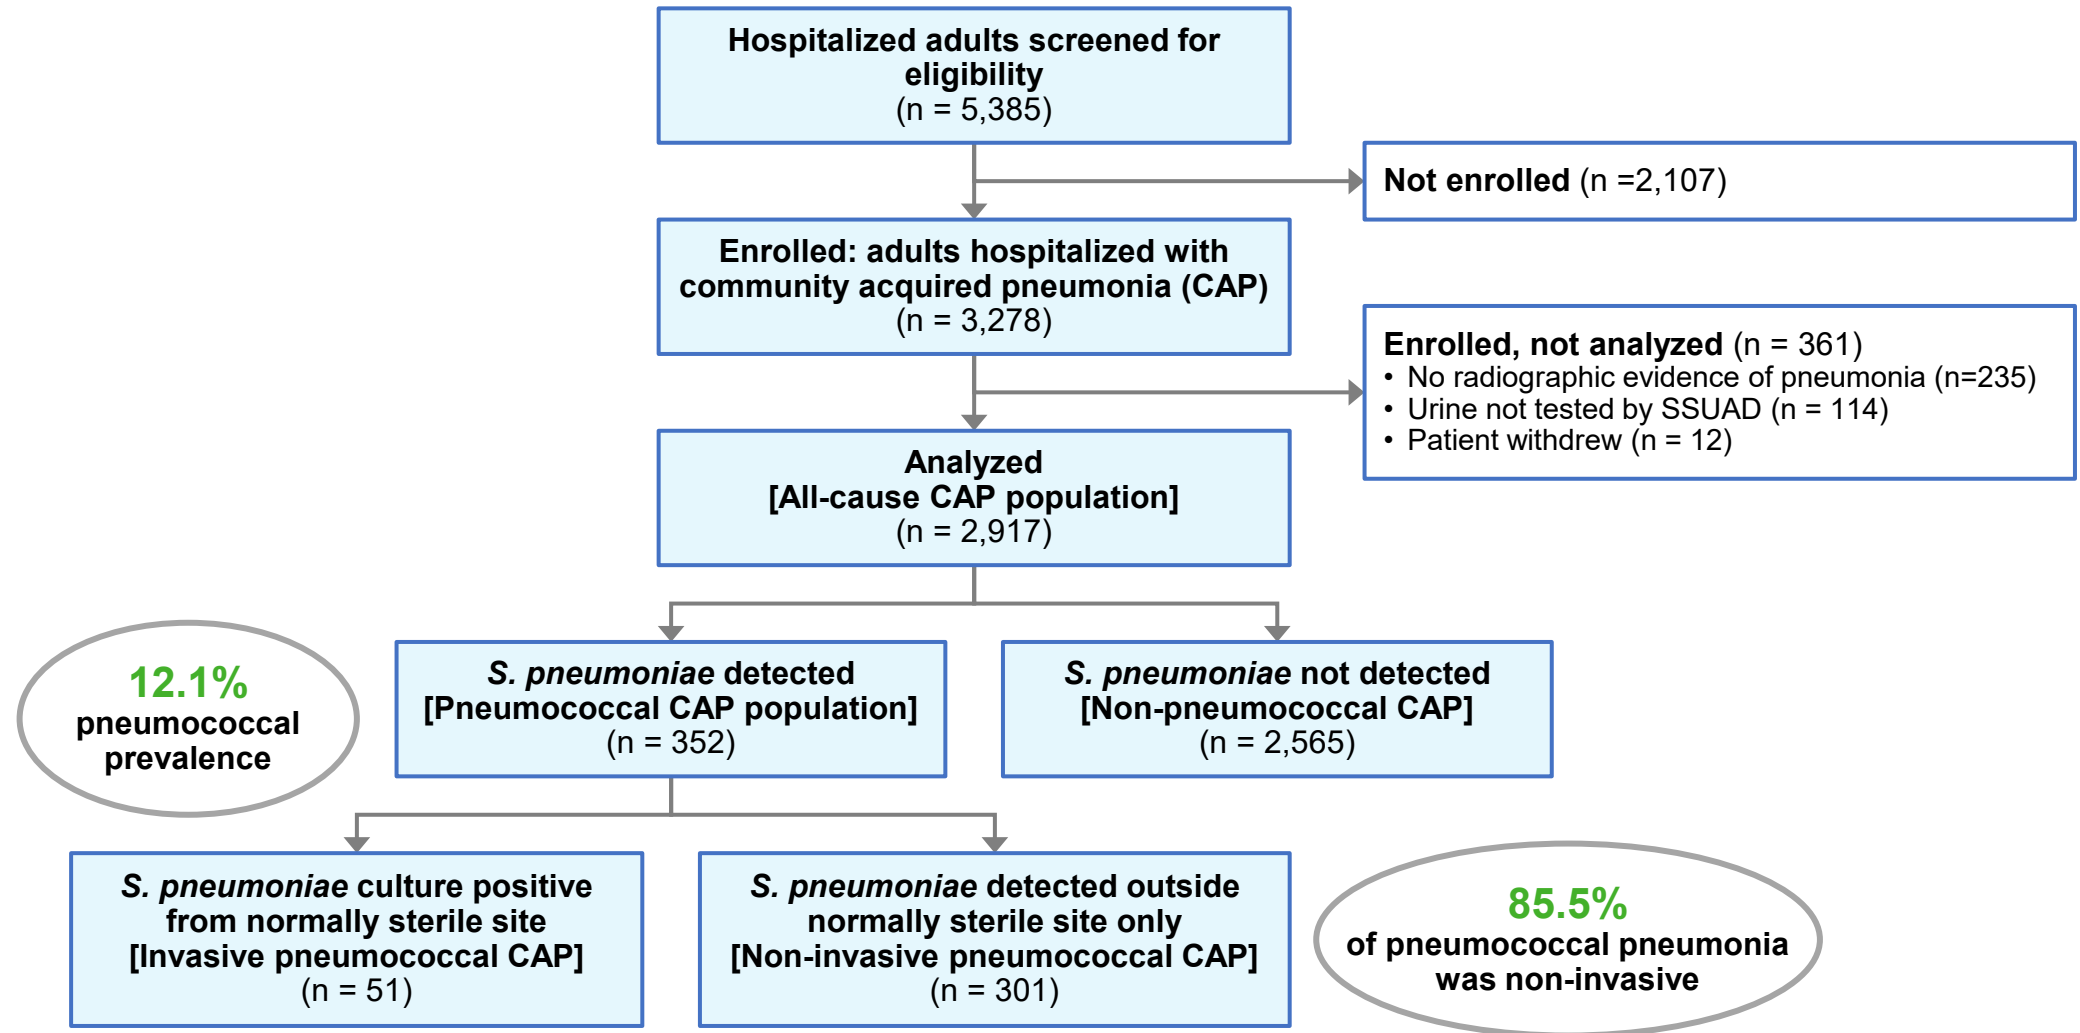 Hospitalized adults screened for
eligibility
(n = 5,385)
Not enrolled (n =2,107)
Enrolled: adults hospitalized with
community acquired pneumonia (CAP)
(n = 3,278)
Enrolled, not analyzed (n = 361)
• No radiographic evidence of pneumonia (n=235)
• Urine not tested by SSUAD (n = 114)
• Patient withdrew (n = 12)
Analyzed
[All-cause CAP population]
(n = 2,917)
12.1%
pneumococcal
prevalence
S. pneumoniae detected
[Pneumococcal CAP population]
(n = 352)
S. pneumoniae not detected
[Non-pneumococcal CAP]
(n = 2,565)
S. pneumoniae culture positive
from normally sterile site
[Invasive pneumococcal CAP]
(n = 51)
S. pneumoniae detected outside
normally sterile site only
[Non-invasive pneumococcal CAP]
(n = 301)
85.5%
of pneumococcal pneumonia
was non-invasive